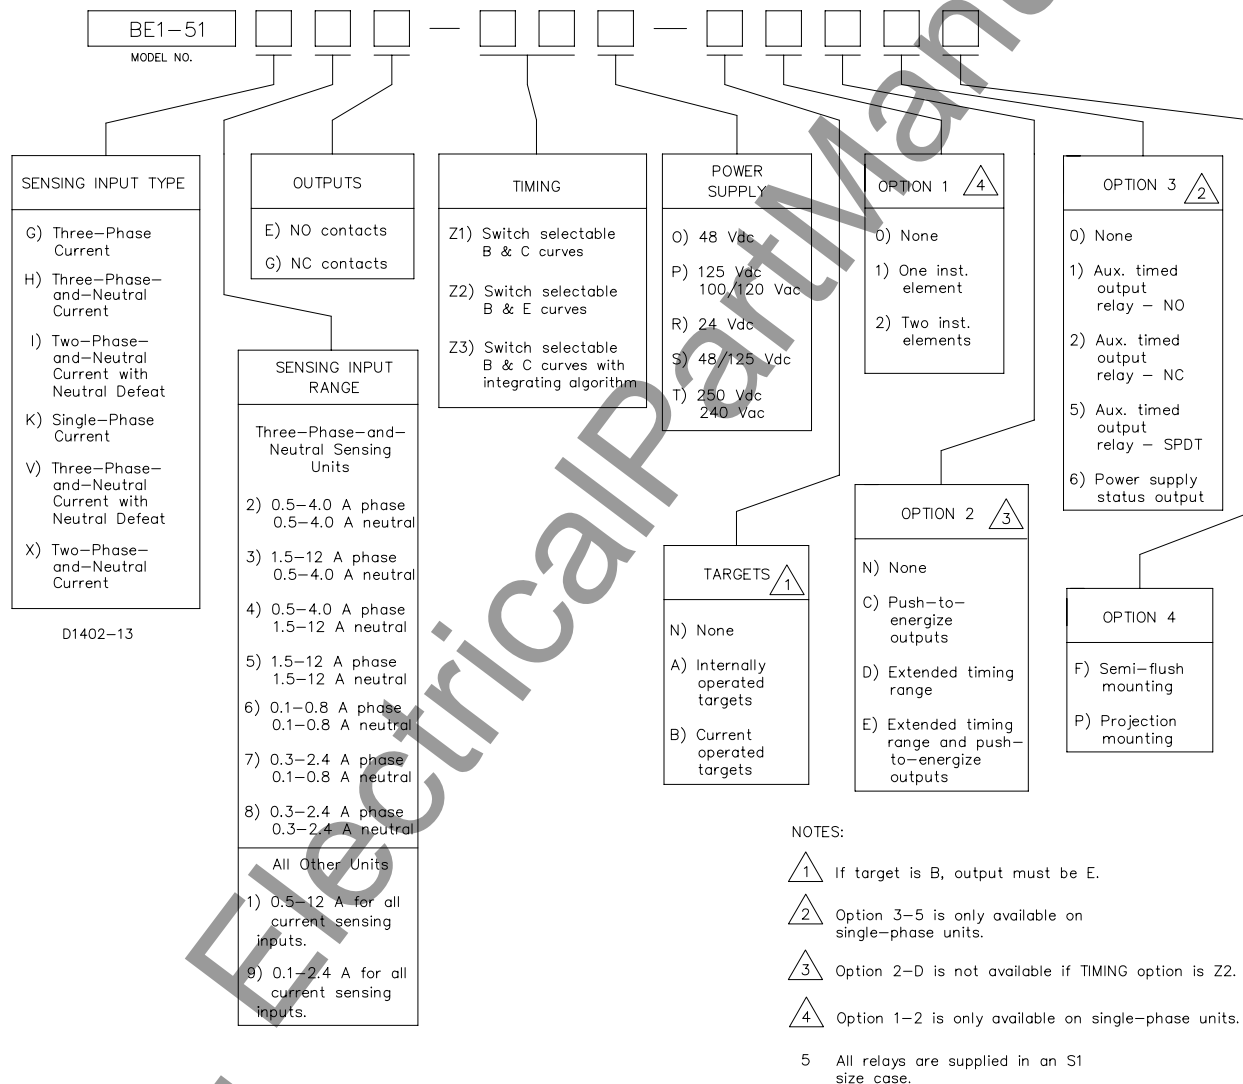 BE1-51
MODEL NO.
SENSING INPUT TYPE
G) Three-Phase
Current
H) Three-Phase-
and-Neutral
Current
I) Two-Phase-
and-Neutral
Current with
Neutral Defeat
K) Single-Phase
Current
V) Three-Phase-
and-Neutral
Current with
Neutral Defeat
X) Two-Phase-
and-Neutral
Current
D1402-13
OUTPUTS
E) NO contacts
G) NC contacts
SENSING INPUT
RANGE
Three-Phase-and-
Neutral Sensing
Units
2) 0.5-4.0 A phase
0.5-4.0 A neutral
3) 1.5-12 A phase
0.5-4.0 A neutral
4) 0.5-4.0 A phase
1.5-12 A neutral
5) 1.5-12 A phase
1.5-12 A neutral
6) 0.1-0.8 A phase
0.1-0.8 A neutral
7) 0.3-2.4 A phase
0.1-0.8 A neutral
8) 0.3-2.4 A phase
0.3-2.4 A neutral
All Other Units
1) 0.5-12 A for all
current sensing
inputs.
9) 0.1-2.4 A for all
current sensing
inputs.
TIMING
Z1) Switch selectable
B & C curves
Z2) Switch selectable
B & E curves
Z3) Switch selectable
B & C curves with
integrating algorithm
POWER
SUPPLY
O) 48 Vdc
P) 125 Vdc
100/120 Vac
R) 24 Vdc
S) 48/125 Vdc
T) 250 Vdc
240 Vac
TARGETS 1
N) None
A) Internally
operated
targets
B) Current
operated
targets
OPTION 1 4
0) None
1) One inst.
element
2) Two inst.
elements
OPTION 2 3
N) None
C) Push-to-
energize
outputs
D) Extended timing
range
E) Extended timing
range and push-
to-energize
outputs
OPTION 3 2
0) None
1) Aux. timed
output
relay - NO
2) Aux. timed
output
relay - NC
5) Aux. timed
output
relay - SPDT
6) Power supply
status output
OPTION 4
F) Semi-flush
mounting
P) Projection
mounting
NOTES:
1 If target is B, output must be E.
2 Option 3-5 is only available on
single-phase units.
3 Option 2-D is not available if TIMING option is Z2.
4 Option 1-2 is only available on single-phase units.
5 All relays are supplied in an S1
size case.
ElectricalPartManu